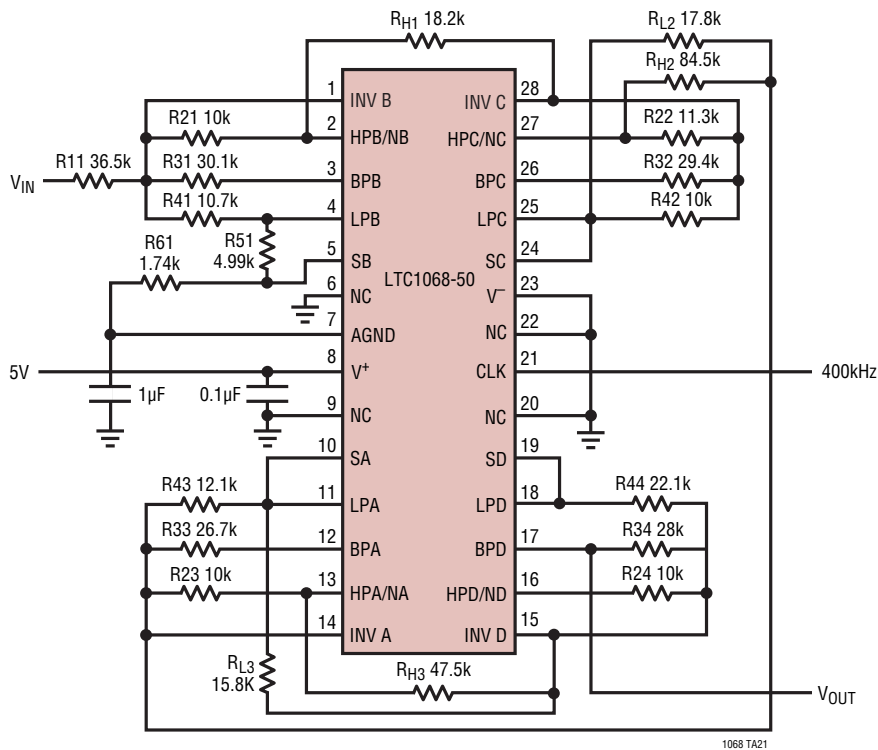 RH1 18.2k
RL2 17.8k
RH2 84.5k
1 INV B
INV C 28
R21 10k
2 HPB/NB
HPC/NC 27
R22 11.3k
R11 36.5k
VIN
R31 30.1k
3 BPB
BPC 26
R32 29.4k
R41 10.7k
4 LPB
LPC 25
R42 10k
R61
1.74k
R51
4.99k
5 SB
SC 24
LTC1068-50
6 NC
V– 23
7 AGND
NC 22
5V
8 V+
CLK 21
400kHz
1µF
0.1µF
9 NC
NC 20
10 SA
SD 19
R43 12.1k
11 LPA
LPD 18
R44 22.1k
R33 26.7k
12 BPA
BPD 17
R34 28k
R23 10k
13 HPA/NA
HPD/ND 16
R24 10k
14 INV A
INV D 15
RL3
15.8K
RH3 47.5k
VOUT
1068 TA21